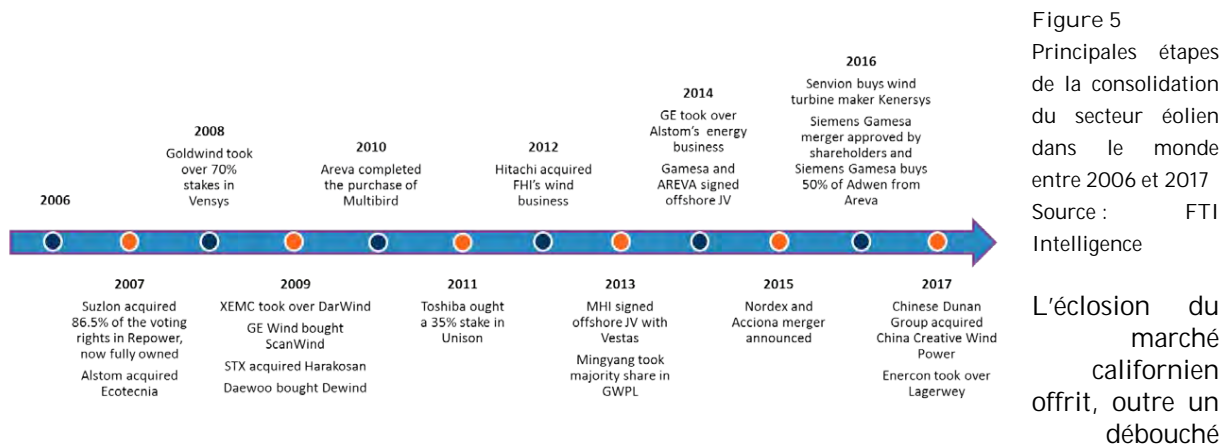 2006
2008
Goldwind took
over 70%
stakes in
Vensys
2010
Areva completed
the purchase of
Multibird
2012
Hitachi acquired
FHI's wind
business
2014
GE took over
Alstom's energy
business
Gamesa and
AREVA signed
offshore JV
2016
Senvion buys wind
turbine maker Kenersys
Siemens Gamesa
merger approved by
shareholders and
Siemens Gamesa buys
50% of Adwen from
Areva
2007
Suzlon acquired
86.5% of the voting
rights in Repower,
now fully owned
Alstom acquired
Ecotecnia
2009
XEMC took over DarWind
GE Wind bought
ScanWind
STX acquired Harakosan
Daewoo bought Dewind
2011
Toshiba ought
a 35% stake in
Unison
2013
MHI signed
offshore JV with
Vestas
Mingyang took
majority share in
GWPL
2015
Nordex and
Acciona merger
announced
2017
Chinese Dunan
Group acquired
China Creative Wind
Power
Enercon took over
Lagerwey
Figure 5
Principales étapes
de la consolidation
du secteur éolien
dans le monde
entre 2006 et 2017
Source : FTI
Intelligence
L'éclosion du
marché
californien
offrit, outre un
débouché